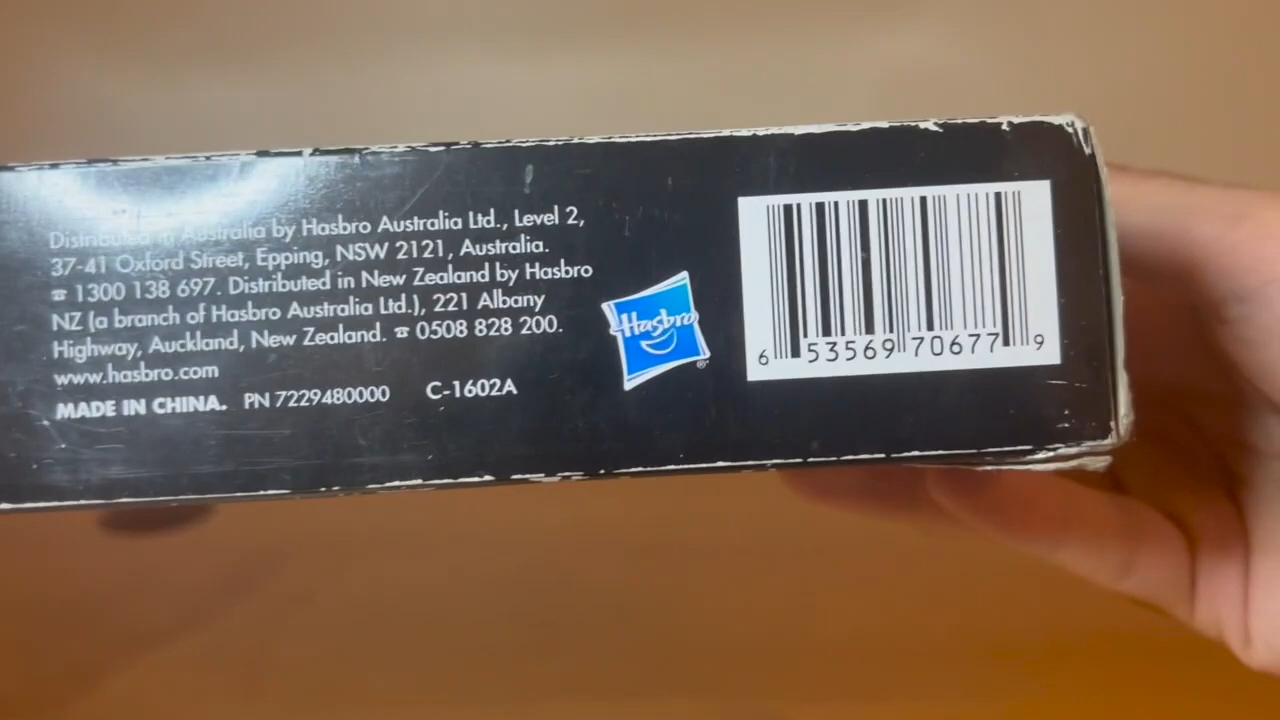 Distributed in Australia by Hasbro Australia Ltd., Level 2,
37-41 Oxford Street, Epping, NSW 2121, Australia.
☎ 1300 138 697. Distributed in New Zealand by Hasbro
NZ (a branch of Hasbro Australia Ltd.), 221 Albany
Highway, Auckland, New Zealand. ☎ 0508 828 200.
www.hasbro.com
MADE IN CHINA. PN 7229480000 C-1602A
Hasbro®
6 53569 70677 9